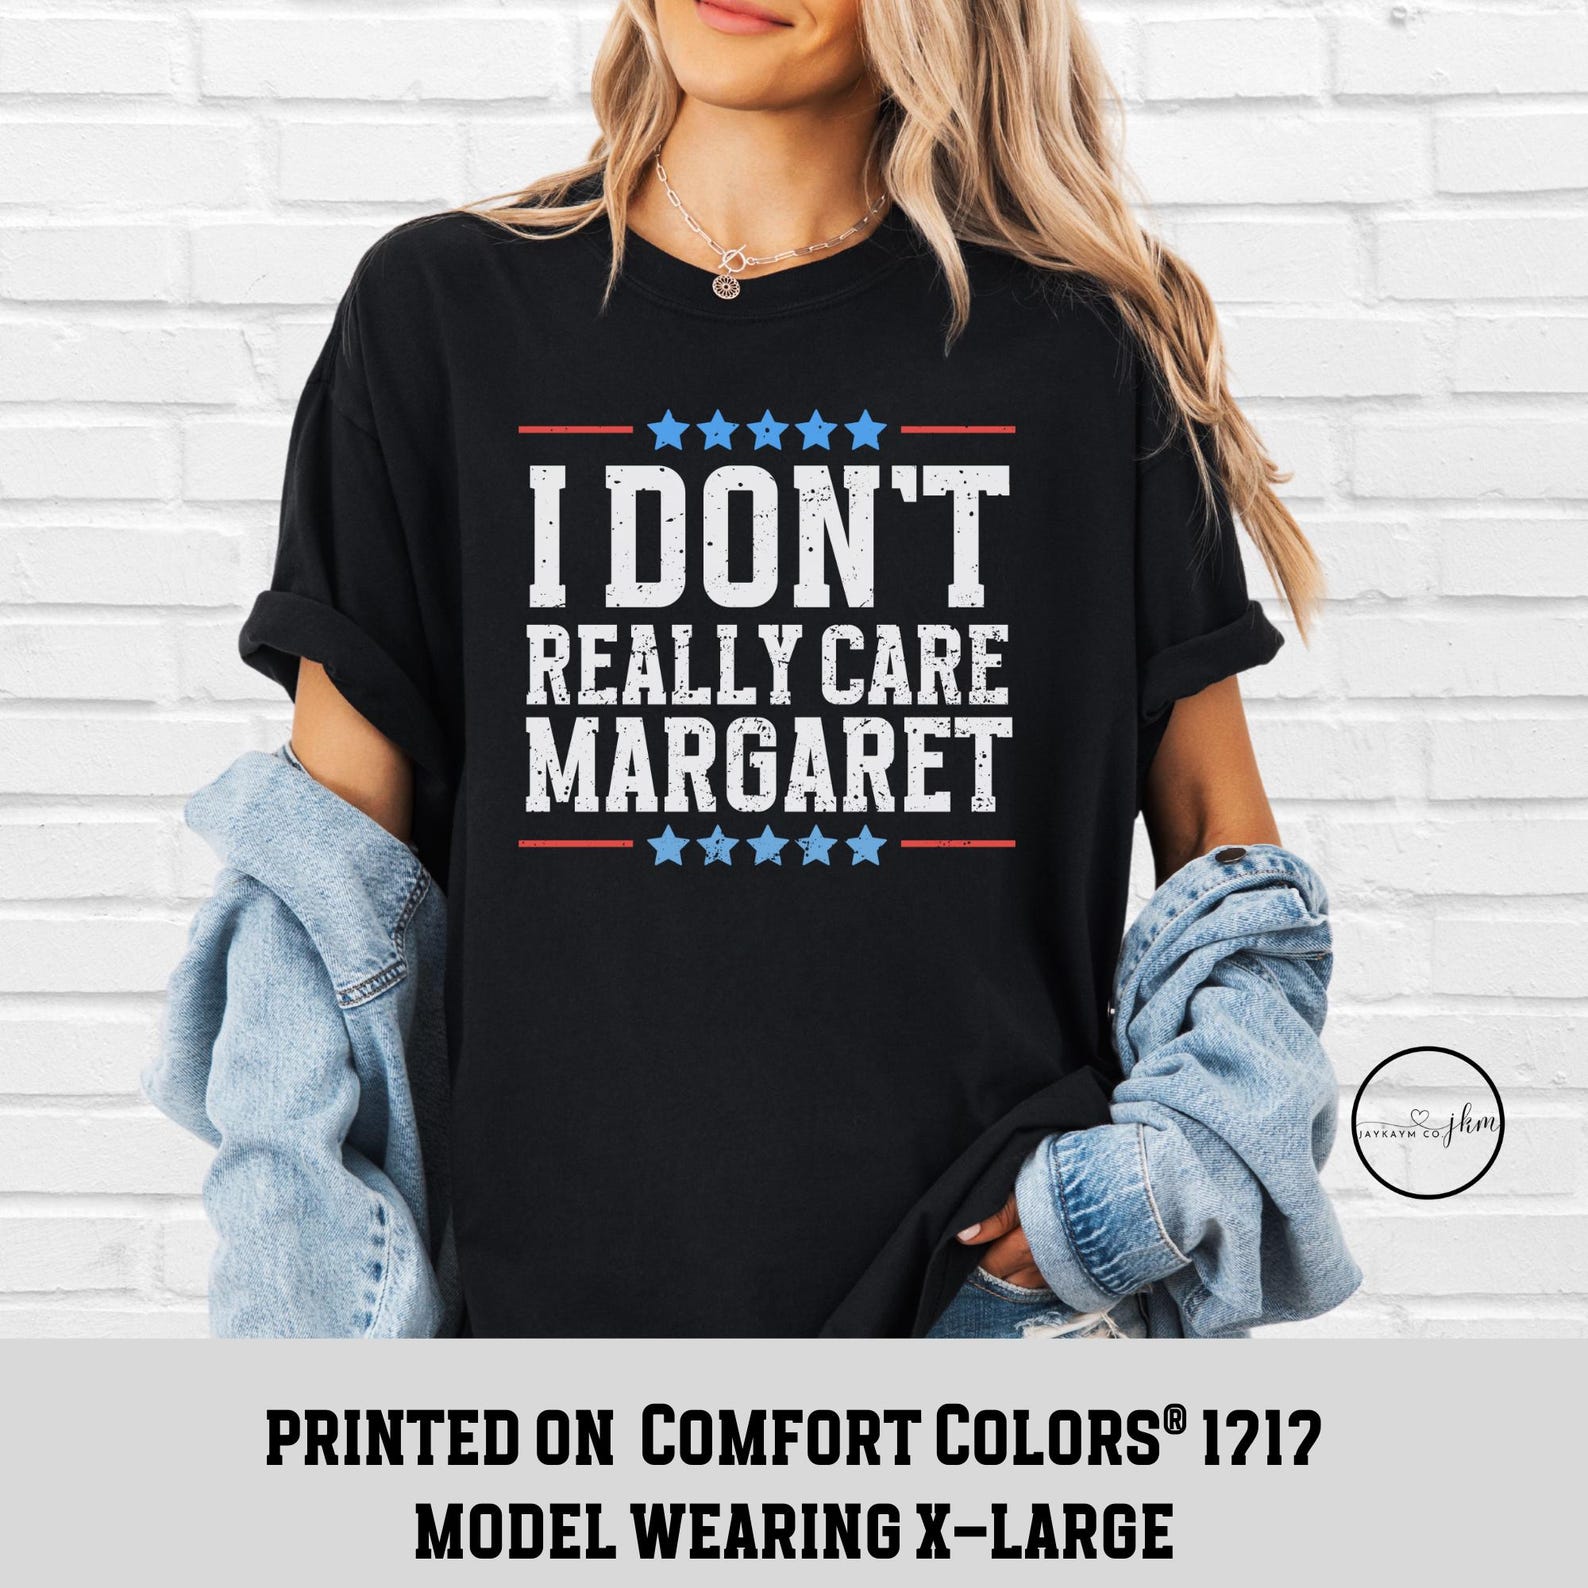 I DON'T
REALLY CARE
MARGARET
JAYKAYM CO jkm
PRINTED ON COMFORT COLORS® 1717
MODEL WEARING X-LARGE